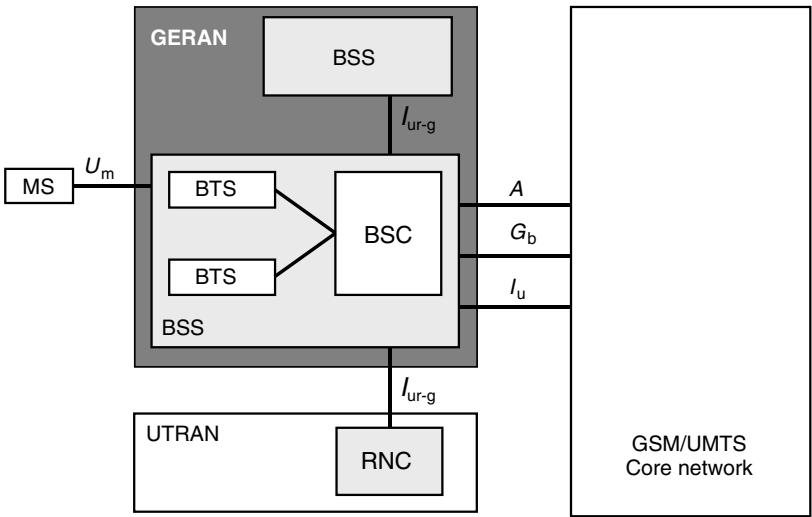 GERAN
BSS
Iur-g
MS
Um
BTS
BTS
BSC
BSS
A
Gb
Iu
Iur-g
UTRAN
RNC
GSM/UMTS
Core network